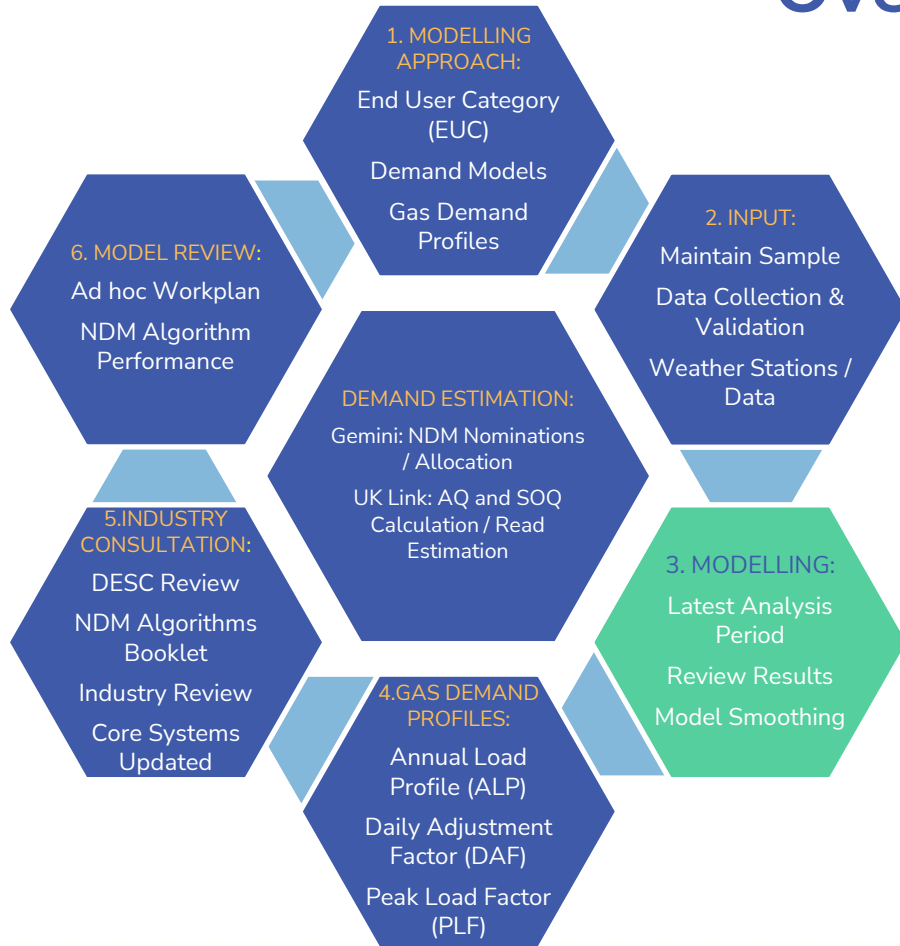 1. MODELLING
APPROACH:
End User Category
(EUC)
Demand Models
Gas Demand
Profiles
2. INPUT:
Maintain Sample
Data Collection &
Validation
Weather Stations /
Data
3. MODELLING:
Latest Analysis
Period
Review Results
Model Smoothing
4.GAS DEMAND
PROFILES:
Annual Load
Profile (ALP)
Daily Adjustment
Factor (DAF)
Peak Load Factor
(PLF)
5.INDUSTRY
CONSULTATION:
DESC Review
NDM Algorithms
Booklet
Industry Review
Core Systems
Updated
6. MODEL REVIEW:
Ad hoc Workplan
NDM Algorithm
Performance
DEMAND ESTIMATION:
Gemini: NDM Nominations
/ Allocation
UK Link: AQ and SOQ
Calculation / Read
Estimation